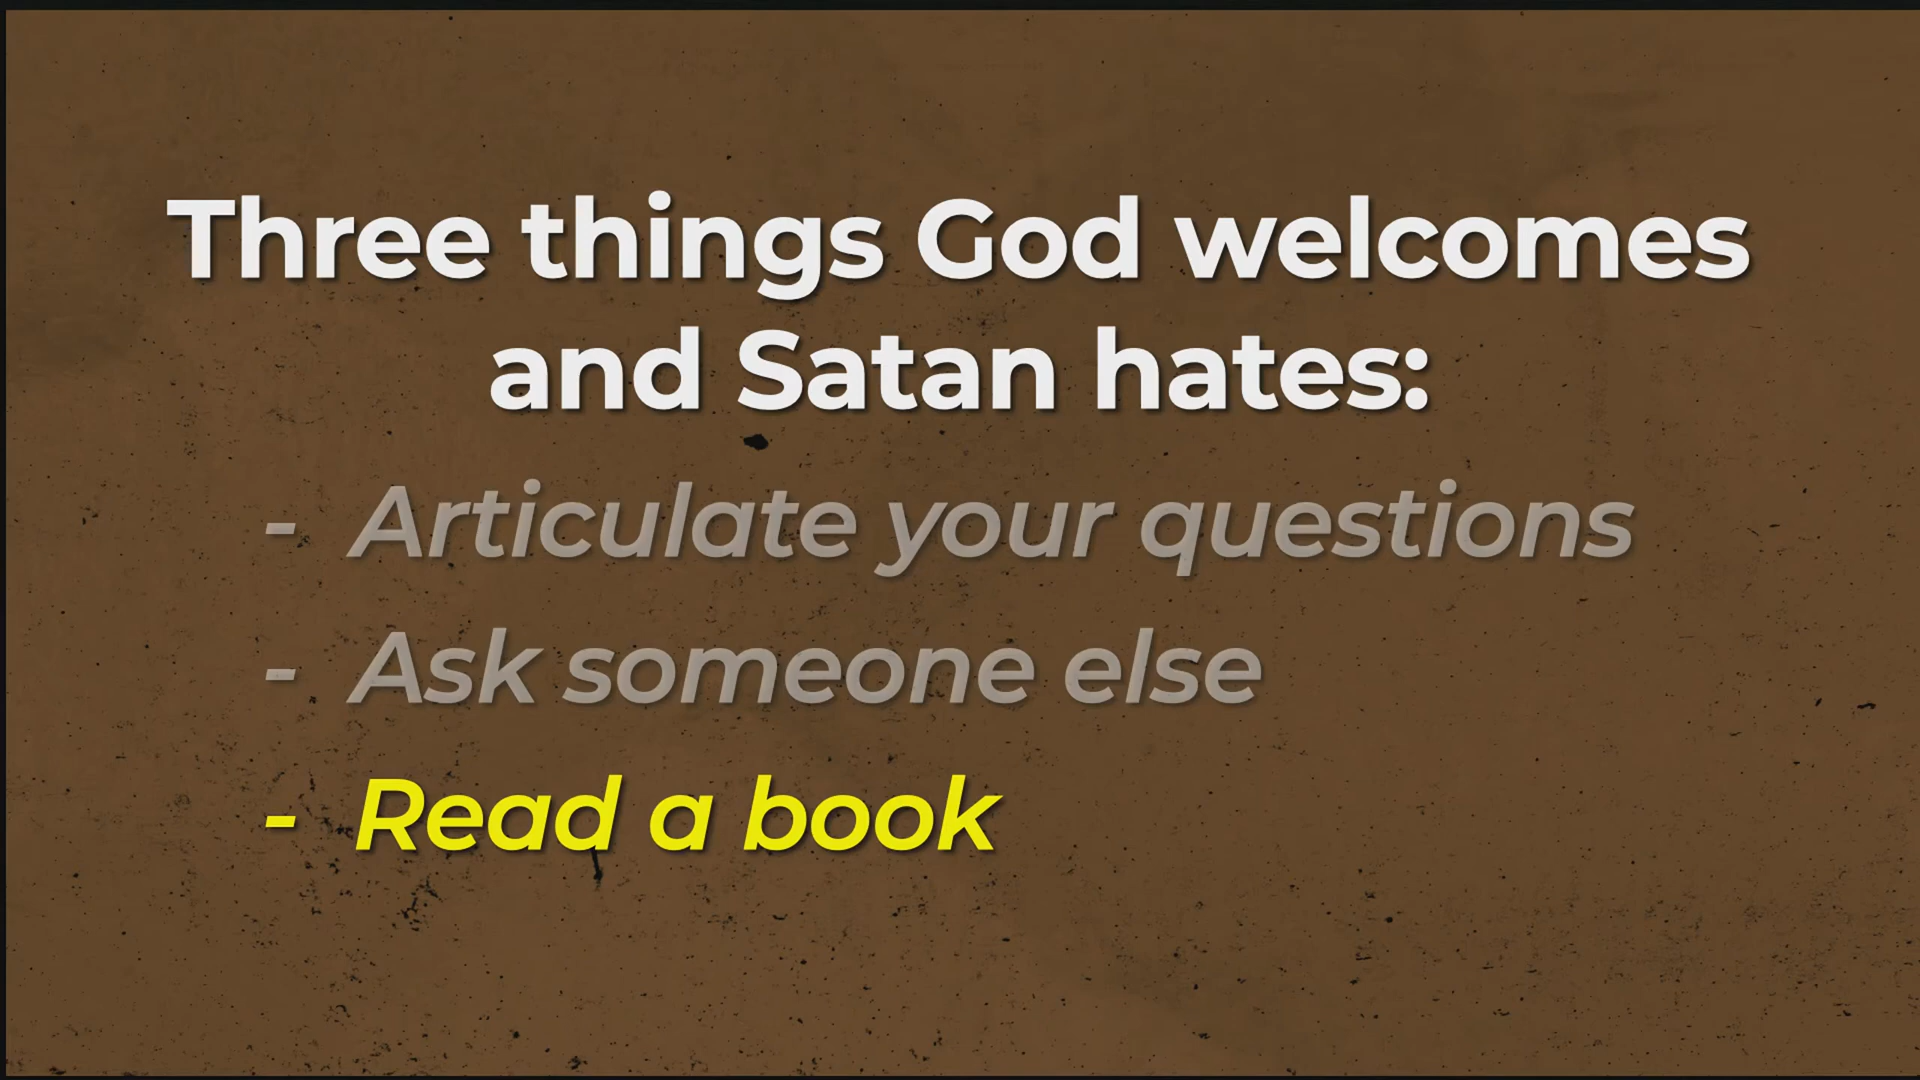 Three things God welcomes
and Satan hates:
- Articulate your questions
- Ask someone else
- Read a book